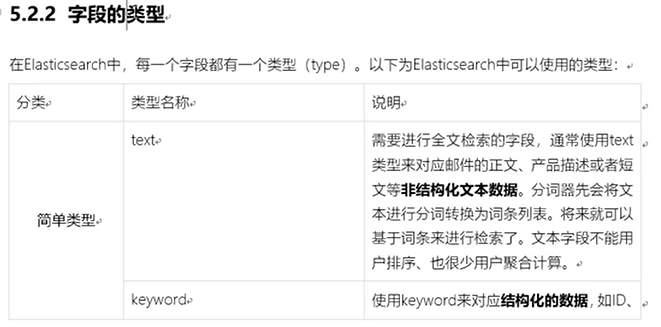 5.2.2 字段的类型
在Elasticsearch中，每一个字段都有一个类型（type）。以下为Elasticsearch中可以使用的类型：
分类 类型名称 说明
简单类型
text
需要进行全文检索的字段，通常使用text
类型来对应邮件的正文、产品描述或者短
文等非结构化文本数据。分词器先会将文
本进行分词转换为词条列表。将来就可以
基于词条来进行检索了。文本字段不能用
户排序、也很少用户聚合计算。
keyword
使用keyword来对应结构化的数据，如ID、